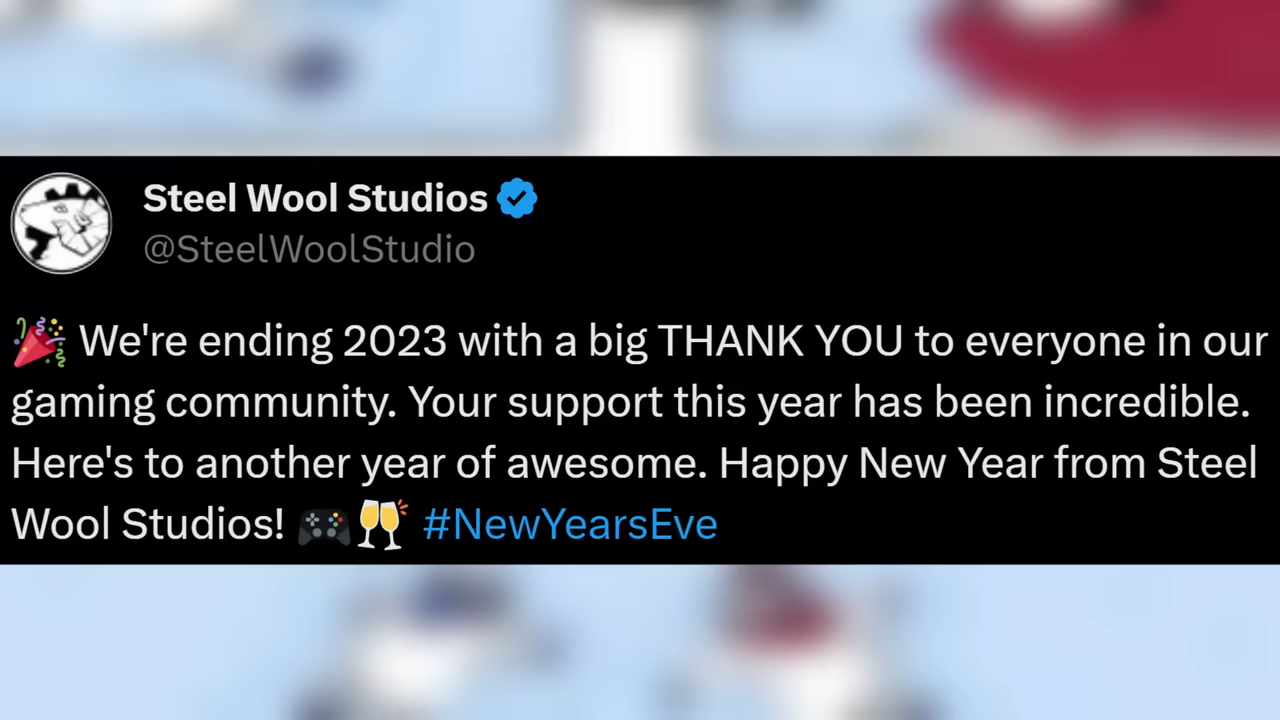 Steel Wool Studios
@SteelWoolStudio
🎉 We're ending 2023 with a big THANK YOU to everyone in our
gaming community. Your support this year has been incredible.
Here's to another year of awesome. Happy New Year from Steel
Wool Studios! 🎮🥂 #NewYearsEve